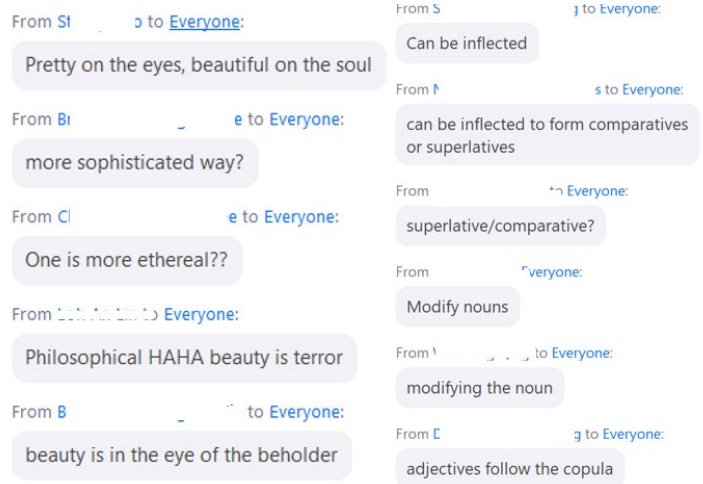 From St to Everyone:
Pretty on the eyes, beautiful on the soul
From Br e to Everyone:
more sophisticated way?
From Cl e to Everyone:
One is more ethereal??
From to Everyone:
Philosophical HAHA beauty is terror
From B to Everyone:
beauty is in the eye of the beholder
From S g to Everyone:
Can be inflected
From N s to Everyone:
can be inflected to form comparatives
or superlatives
From to Everyone:
superlative/comparative?
From Everyone:
Modify nouns
From to Everyone:
modifying the noun
From D g to Everyone:
adjectives follow the copula